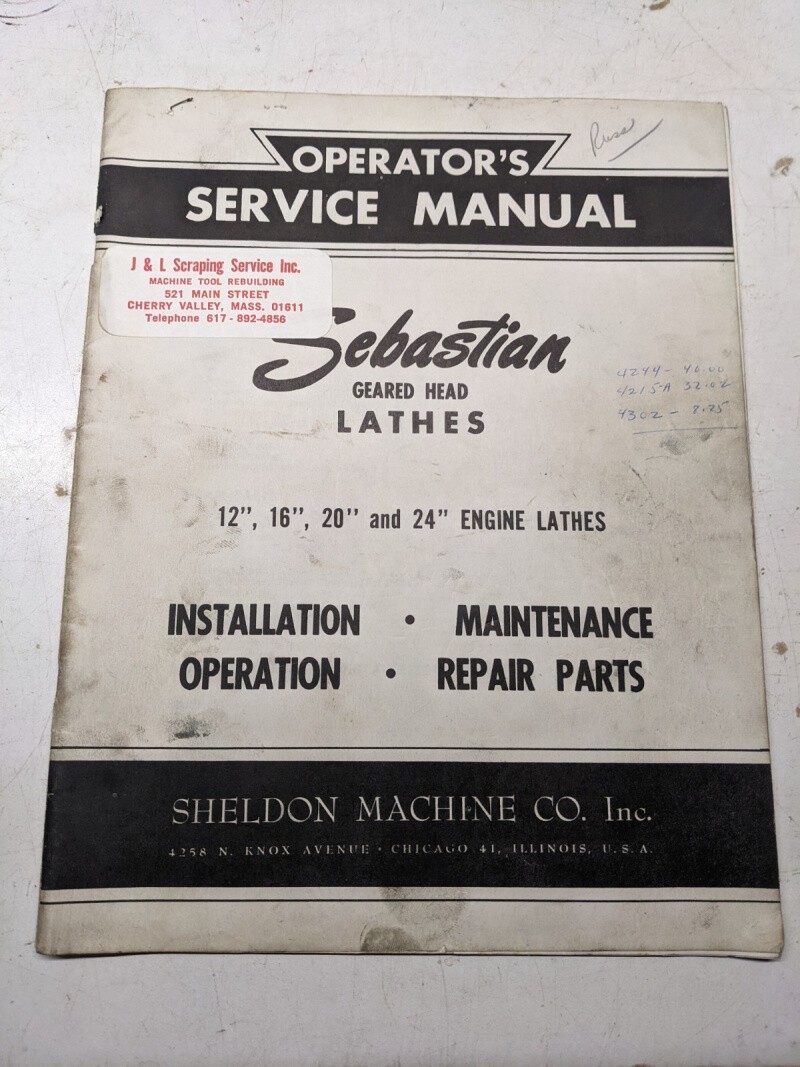 Russ
OPERATOR'S
SERVICE MANUAL
J & L Scraping Service Inc.
MACHINE TOOL REBUILDING
521 MAIN STREET
CHERRY VALLEY, MASS. 01611
Telephone 617 - 892-4856
Sebastian
GEARED HEAD
LATHES
4244 - 40.00
4215-A 32.02
4302 - 8.25
12", 16", 20" and 24" ENGINE LATHES
INSTALLATION • MAINTENANCE
OPERATION • REPAIR PARTS
SHELDON MACHINE CO. Inc.
4258 N. KNOX AVENUE • CHICAGO 41, ILLINOIS, U. S. A.